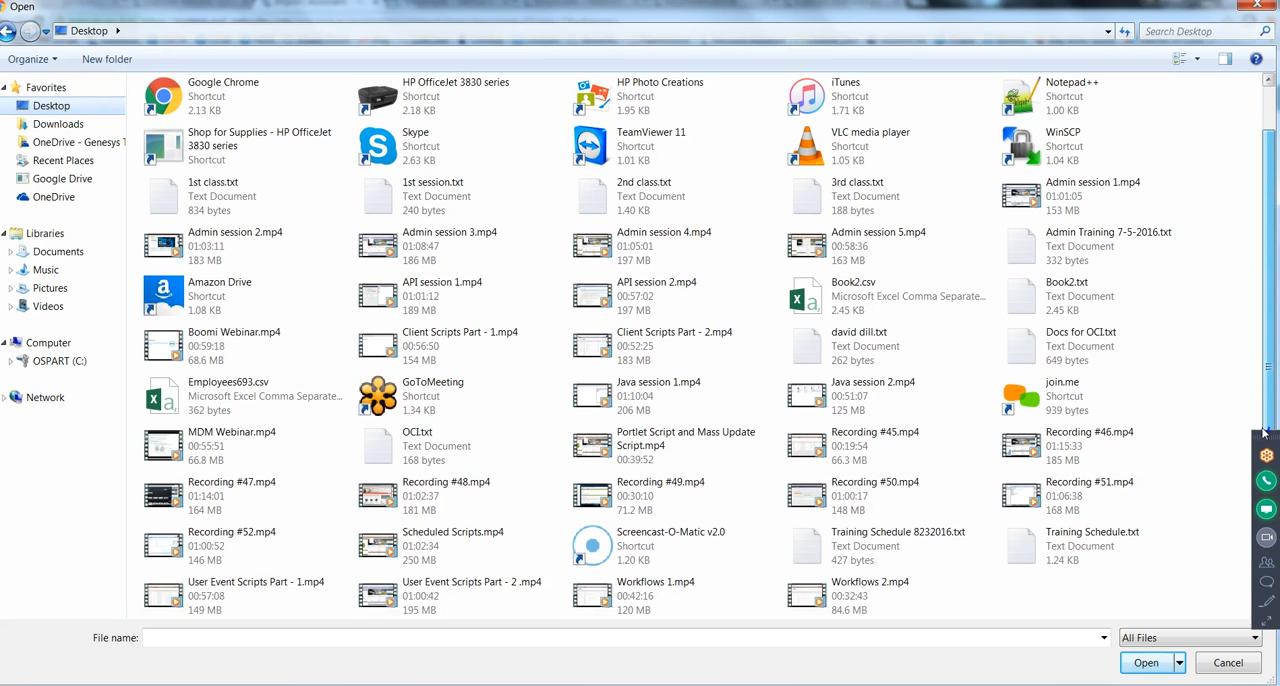 Open
Desktop
Search Desktop
Organize
New folder
Favorites
Desktop
Downloads
OneDrive - Genesys T
Recent Places
Google Drive
OneDrive
Libraries
Documents
Music
Pictures
Videos
Computer
OSPART (C:)
Network
Google Chrome
Shortcut
2.13 KB
HP OfficeJet 3830 series
Shortcut
2.18 KB
HP Photo Creations
Shortcut
1.95 KB
iTunes
Shortcut
1.71 KB
Notepad++
Shortcut
1.00 KB
Shop for Supplies - HP OfficeJet
3830 series
Shortcut
Skype
Shortcut
2.63 KB
TeamViewer 11
Shortcut
1.01 KB
VLC media player
Shortcut
1.05 KB
WinSCP
Shortcut
1.04 KB
1st class.txt
Text Document
834 bytes
1st session.txt
Text Document
240 bytes
2nd class.txt
Text Document
1.40 KB
3rd class.txt
Text Document
188 bytes
Admin session 1.mp4
01:01:05
153 MB
Admin session 2.mp4
01:03:11
183 MB
Admin session 3.mp4
01:08:47
186 MB
Admin session 4.mp4
01:05:01
197 MB
Admin session 5.mp4
00:58:36
163 MB
Admin Training 7-5-2016.txt
Text Document
332 bytes
Amazon Drive
Shortcut
1.08 KB
API session 1.mp4
01:01:12
189 MB
API session 2.mp4
00:57:02
197 MB
Book2.csv
Microsoft Excel Comma Separate...
2.45 KB
Book2.txt
Text Document
2.45 KB
Boomi Webinar.mp4
00:59:18
68.6 MB
Client Scripts Part - 1.mp4
00:56:50
154 MB
Client Scripts Part - 2.mp4
00:52:25
183 MB
david dill.txt
Text Document
262 bytes
Docs for OCI.txt
Text Document
649 bytes
Employees693.csv
Microsoft Excel Comma Separate...
362 bytes
GoToMeeting
Shortcut
1.34 KB
Java session 1.mp4
01:10:04
206 MB
Java session 2.mp4
00:51:07
125 MB
join.me
Shortcut
939 bytes
MDM Webinar.mp4
00:55:51
66.8 MB
OCI.txt
Text Document
168 bytes
Portlet Script and Mass Update
Script.mp4
00:39:52
Recording #45.mp4
00:19:54
66.3 MB
Recording #46.mp4
01:15:33
185 MB
Recording #47.mp4
01:14:01
164 MB
Recording #48.mp4
01:02:37
181 MB
Recording #49.mp4
00:30:10
71.2 MB
Recording #50.mp4
01:00:17
148 MB
Recording #51.mp4
01:06:38
168 MB
Recording #52.mp4
01:00:52
146 MB
Scheduled Scripts.mp4
01:02:34
250 MB
Screencast-O-Matic v2.0
Shortcut
1.20 KB
Training Schedule 8232016.txt
Text Document
427 bytes
Training Schedule.txt
Text Document
1.24 KB
User Event Scripts Part - 1.mp4
00:57:08
149 MB
User Event Scripts Part - 2 .mp4
01:00:42
195 MB
Workflows 1.mp4
00:42:16
120 MB
Workflows 2.mp4
00:32:43
84.6 MB
File name:
All Files
Open
Cancel